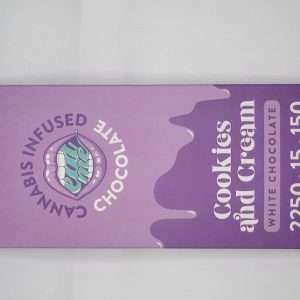 CANNABIS INFUSED
CHOCOLATE
Cookies
and Cream
WHITE CHOCOLATE
2250 15 150